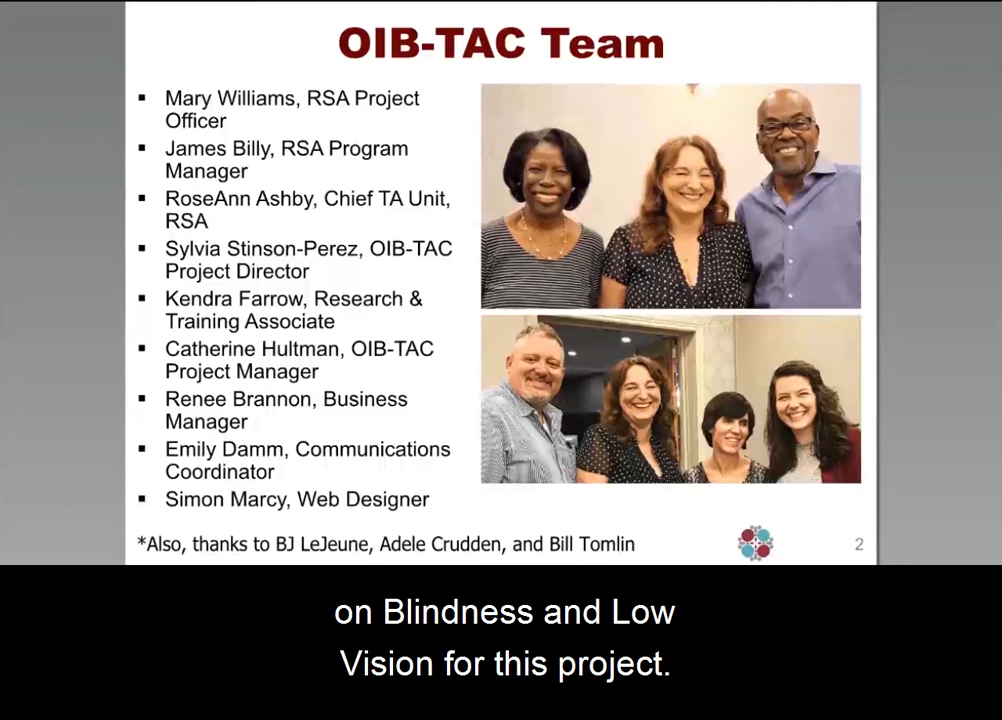 OIB-TAC Team
▪ Mary Williams, RSA Project
Officer
▪ James Billy, RSA Program
Manager
▪ RoseAnn Ashby, Chief TA Unit,
RSA
▪ Sylvia Stinson-Perez, OIB-TAC
Project Director
▪ Kendra Farrow, Research &
Training Associate
▪ Catherine Hultman, OIB-TAC
Project Manager
▪ Renee Brannon, Business
Manager
▪ Emily Damm, Communications
Coordinator
▪ Simon Marcy, Web Designer
*Also, thanks to BJ LeJeune, Adele Crudden, and Bill Tomlin
2
on Blindness and Low
Vision for this project.